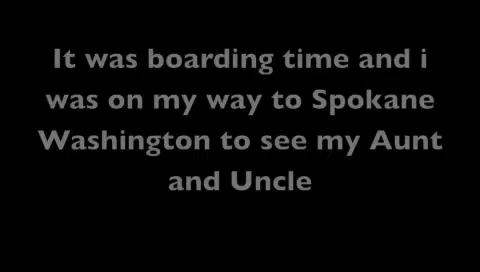 It was boarding time and i
was on my way to Spokane
Washington to see my Aunt
and Uncle